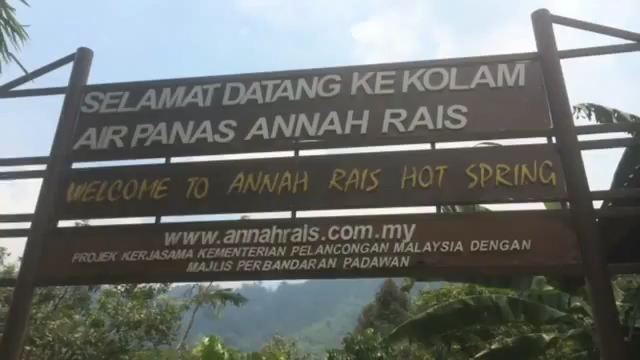 SELAMAT DATANG KE KOLAM
AIR PANAS ANNAH RAIS
WELCOME TO ANNAH RAIS HOT SPRING
www.annahrais.com.my
PROJEK KERJASAMA KEMENTERIAN PELANCONGAN MALAYSIA DENGAN
MAJLIS PERBANDARAN PADAWAN